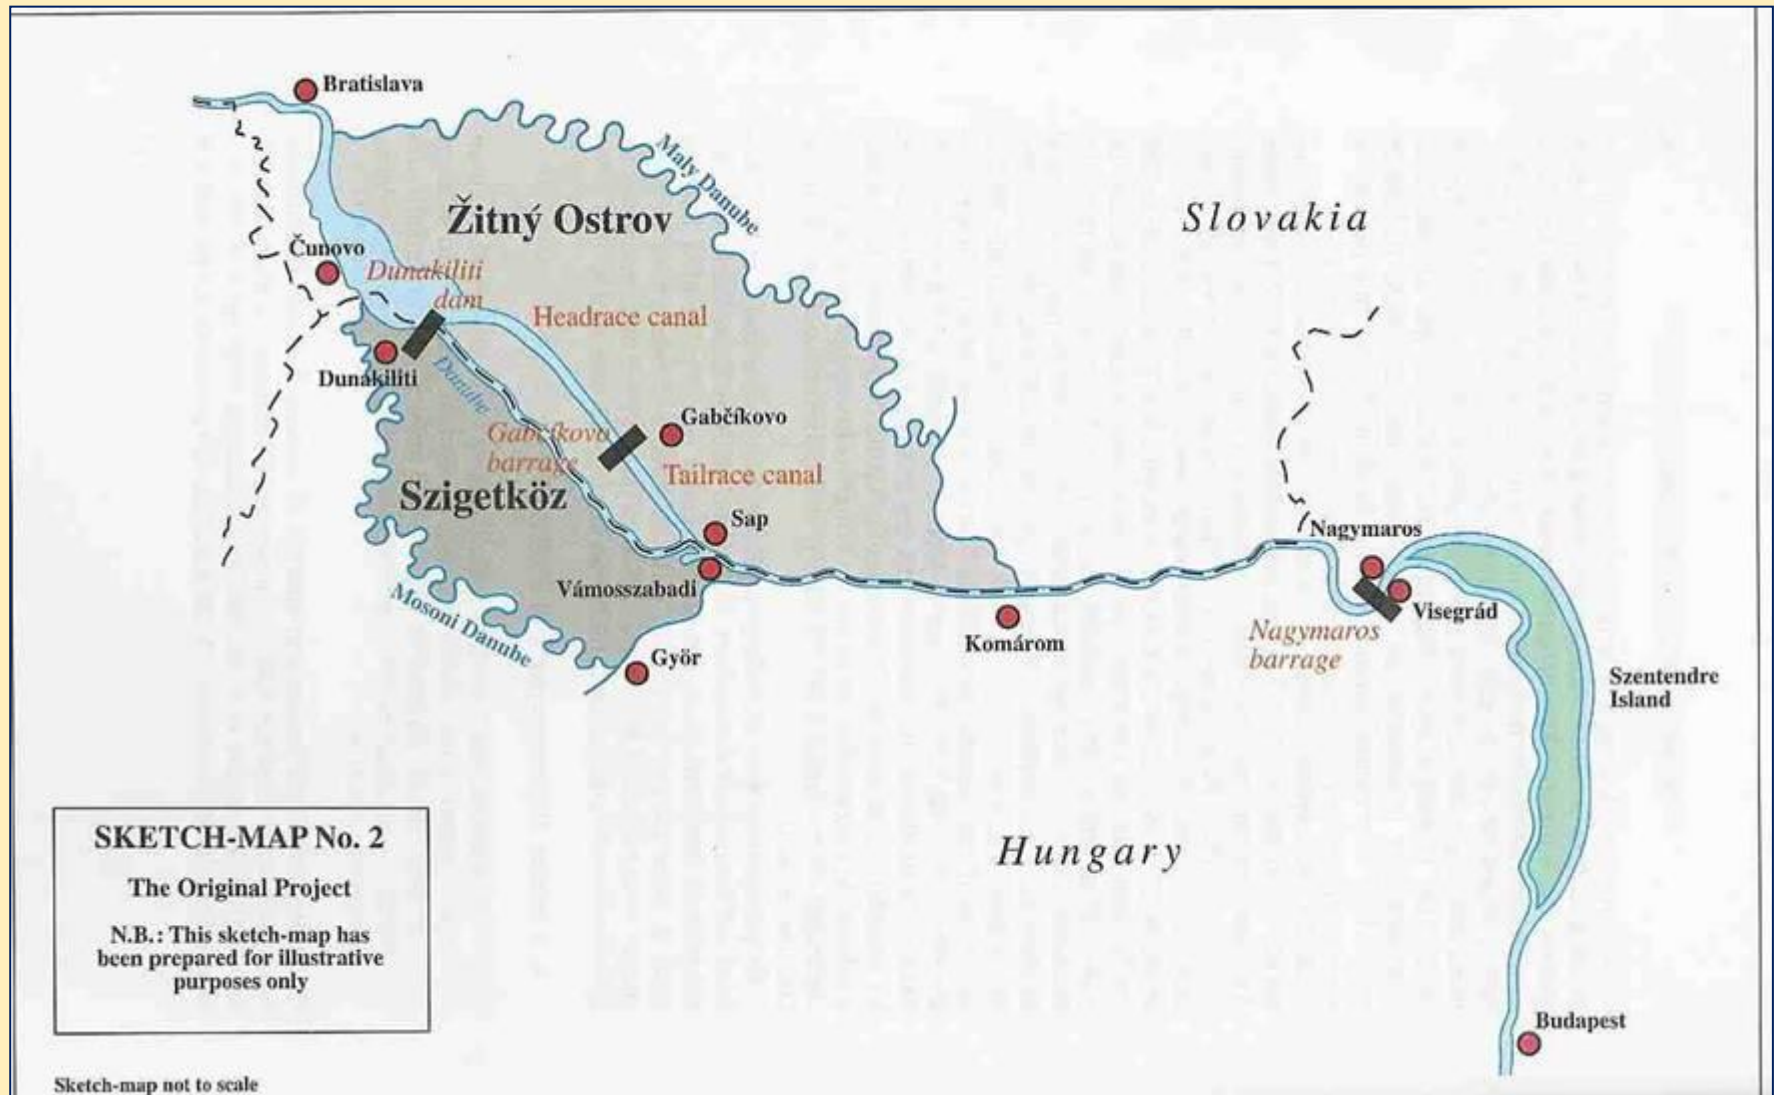 Bratislava
Maly Danube
Žitný Ostrov
Slovakia
Čunovo
Dunakiliti
dam
Headrace canal
Dunakiliti
Danube
Gabčíkovo
Gabčíkovo
barrage
Tailrace canal
Szigetköz
Sap
Nagymaros
Vámosszabadi
Mosoni Danube
Visegrád
Komárom
Nagymaros
barrage
Györ
Szentendre
Island
Hungary
SKETCH-MAP No. 2
The Original Project
N.B.: This sketch-map has
been prepared for illustrative
purposes only
Budapest
Sketch-map not to scale